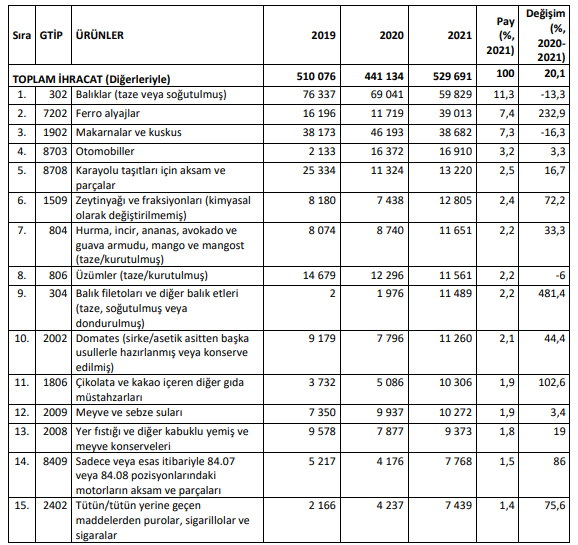 Sıra GTİP ÜRÜNLER 2019 2020 2021 Pay (%, 2021) Değişim (%, 2020-2021)
TOPLAM İHRACAT (Diğerleriyle) 510 076 441 134 529 691 100 20,1
1. 302 Balıklar (taze veya soğutulmuş) 76 337 69 041 59 829 11,3 -13,3
2. 7202 Ferro alyajlar 16 196 11 719 39 013 7,4 232,9
3. 1902 Makarnalar ve kuskus 38 173 46 193 38 682 7,3 -16,3
4. 8703 Otomobiller 2 133 16 372 16 910 3,2 3,3
5. 8708 Karayolu taşıtları için aksam ve 25 334 11 324 13 220 2,5 16,7
parçalar
6. 1509 Zeytinyağı ve fraksiyonları (kimyasal 8 180 7 438 12 805 2,4 72,2
olarak değiştirilmemiş)
7. 804 Hurma, incir, ananas, avokado ve 8 074 8 740 11 651 2,2 33,3
guava armudu, mango ve mangost
(taze/kurutulmuş)
8. 806 Üzümler (taze/kurutulmuş) 14 679 12 296 11 561 2,2 -6
9. 304 Balık filetoları ve diğer balık etleri 2 1 976 11 489 2,2 481,4
(taze, soğutulmuş veya
dondurulmuş)
10. 2002 Domates (sirke/asetik asitten başka 9 179 7 796 11 260 2,1 44,4
usullerle hazırlanmış veya konserve
edilmiş)
11. 1806 Çikolata ve kakao içeren diğer gıda 3 732 5 086 10 306 1,9 102,6
müstahzarları
12. 2009 Meyve ve sebze suları 7 350 9 937 10 272 1,9 3,4
13. 2008 Yer fıstığı ve diğer kabuklu yemiş ve 9 578 7 877 9 373 1,8 19
meyve konserveleri
14. 8409 Sadece veya esas itibariyle 84.07 5 217 4 176 7 768 1,5 86
veya 84.08 pozisyonlarındaki
motorların aksam ve parçaları
15. 2402 Tütün/tütün yerine geçen 2 166 4 237 7 439 1,4 75,6
maddelerden purolar, sigarillolar ve
sigaralar